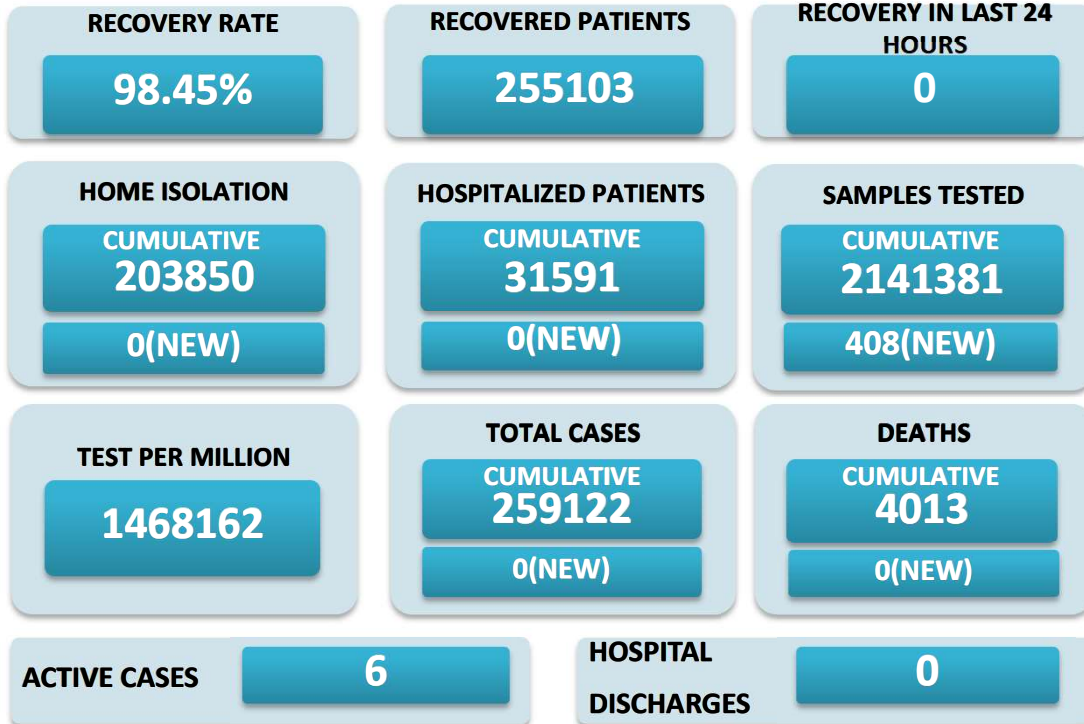 RECOVERY RATE
98.45%
RECOVERED PATIENTS
255103
RECOVERY IN LAST 24
HOURS
0
HOME ISOLATION
CUMULATIVE
203850
0(NEW)
HOSPITALIZED PATIENTS
CUMULATIVE
31591
0(NEW)
SAMPLES TESTED
CUMULATIVE
2141381
408(NEW)
TEST PER MILLION
1468162
TOTAL CASES
CUMULATIVE
259122
0(NEW)
DEATHS
CUMULATIVE
4013
0(NEW)
ACTIVE CASES
6
HOSPITAL
DISCHARGES
0